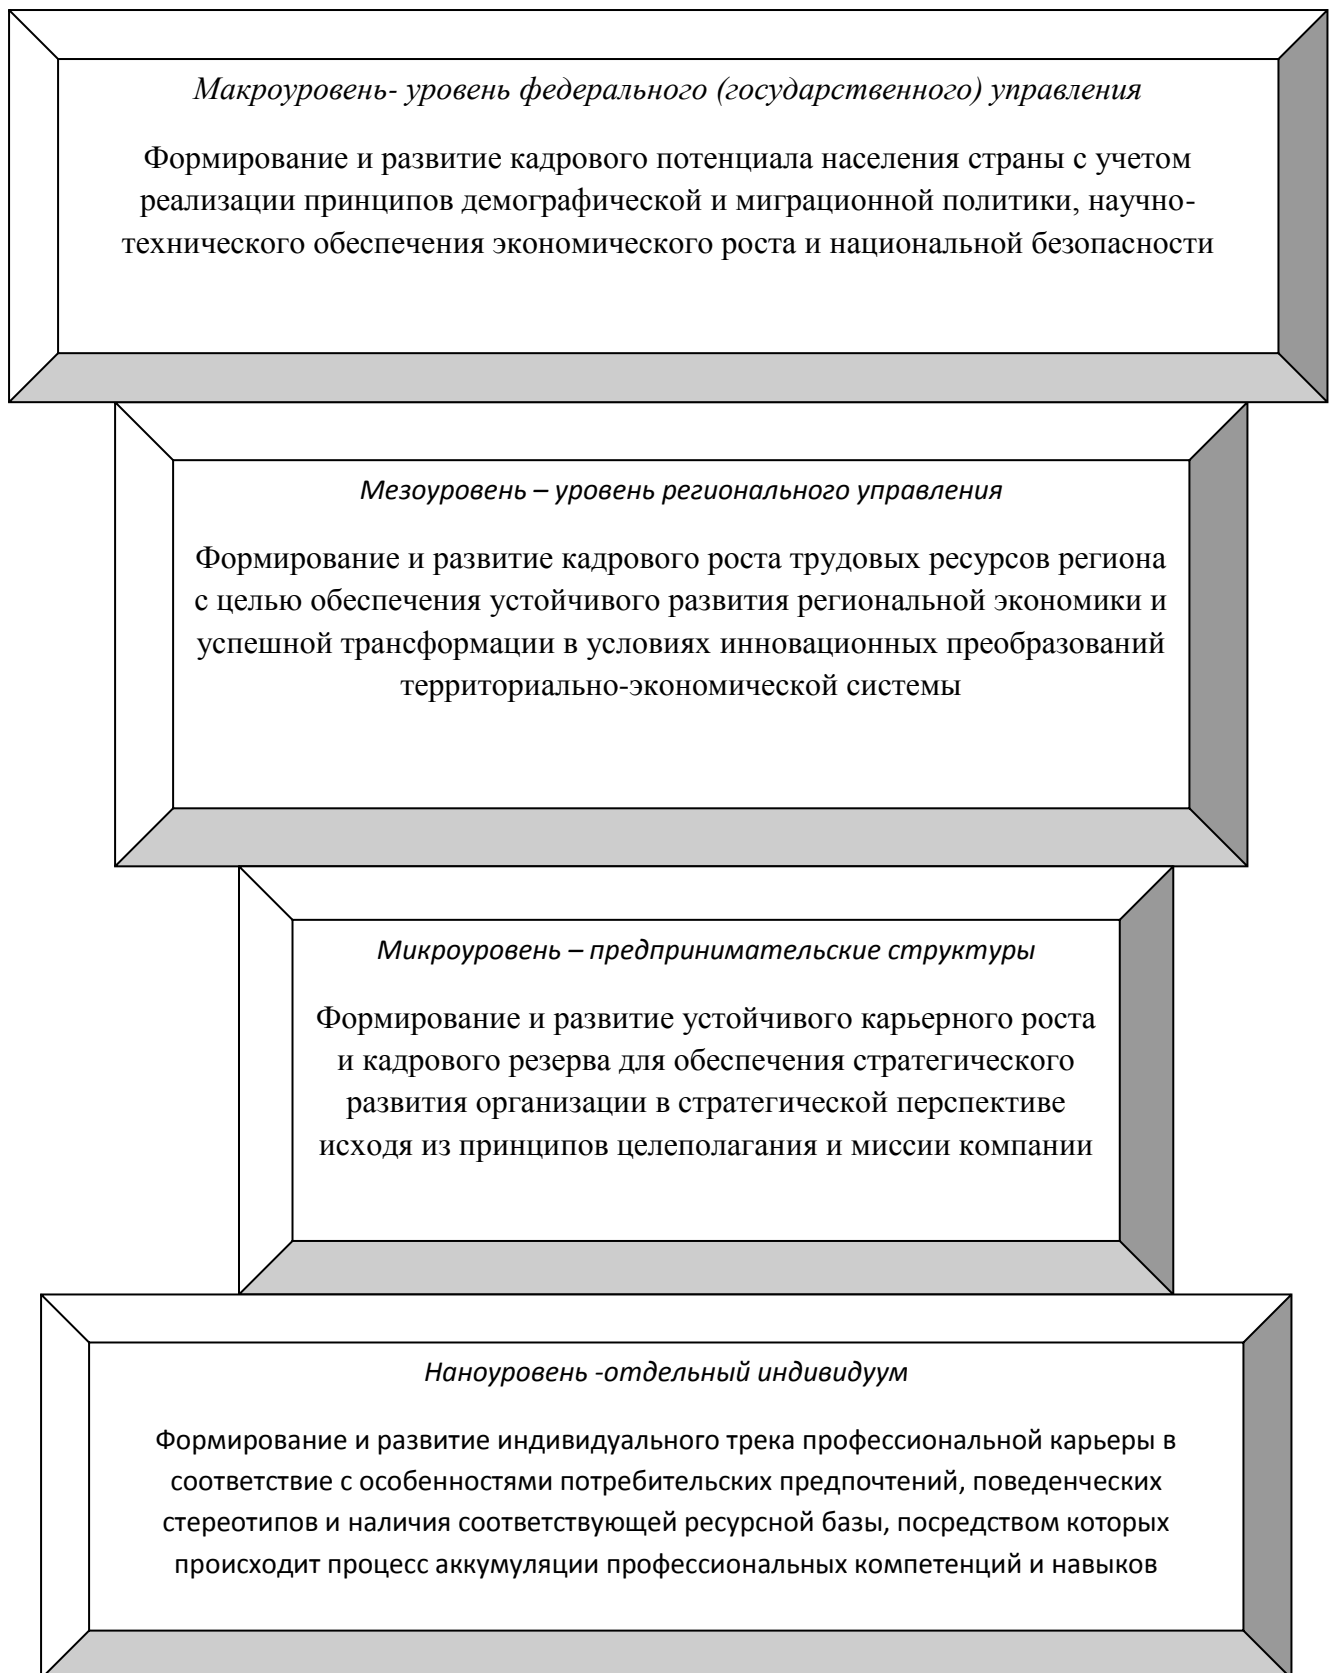 Макроуровень- уровень федерального (государственного) управления
Формирование и развитие кадрового потенциала населения страны с учетом
реализации принципов демографической и миграционной политики, научно-
технического обеспечения экономического роста и национальной безопасности
Мезоуровень – уровень регионального управления
Формирование и развитие кадрового роста трудовых ресурсов региона
с целью обеспечения устойчивого развития региональной экономики и
успешной трансформации в условиях инновационных преобразований
территориально-экономической системы
Микроуровень – предпринимательские структуры
Формирование и развитие устойчивого карьерного роста
и кадрового резерва для обеспечения стратегического
развития организации в стратегической перспективе
исходя из принципов целеполагания и миссии компании
Наноуровень -отдельный индивидуум
Формирование и развитие индивидуального трека профессиональной карьеры в
соответствие с особенностями потребительских предпочтений, поведенческих
стереотипов и наличия соответствующей ресурсной базы, посредством которых
происходит процесс аккумуляции профессиональных компетенций и навыков